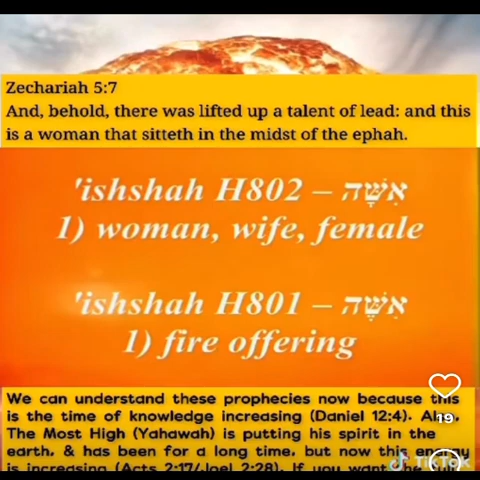 Zechariah 5:7
And, behold, there was lifted up a talent of lead: and this
is a woman that sitteth in the midst of the ephah.
'ishshah H802 – אִשָּׁה
1) woman, wife, female
'ishshah H801 – אִשֶּׁה
1) fire offering
We can understand these prophecies now because this
is the time of knowledge increasing (Daniel 12:4).
19
The Most High (Yahawah) is putting his spirit in the
earth, & has been for a long time, but now this energy
is increasing (Acts 2:17/Joel 2:28). If you want the full
TikTok